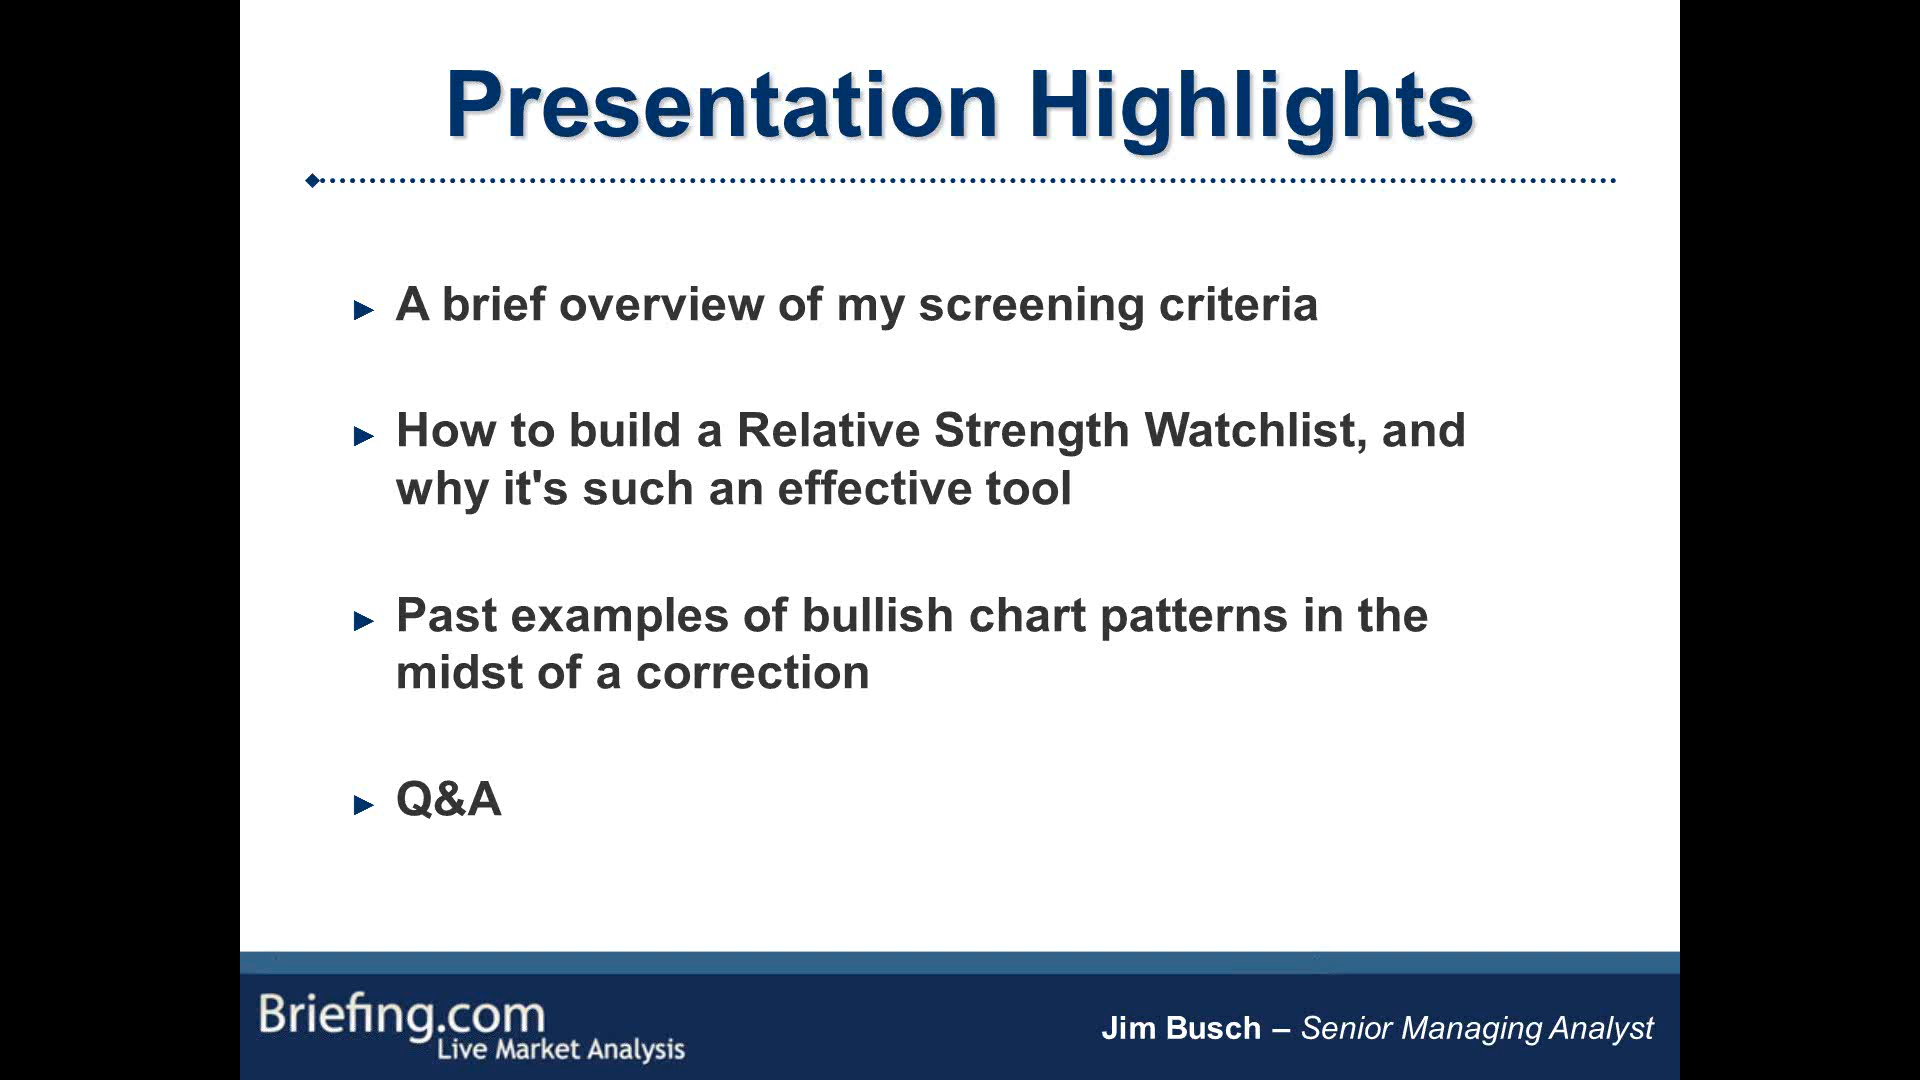 Presentation Highlights
► A brief overview of my screening criteria
► How to build a Relative Strength Watchlist, and
why it's such an effective tool
► Past examples of bullish chart patterns in the
midst of a correction
► Q&A
Briefing.com
Live Market Analysis
Jim Busch – Senior Managing Analyst